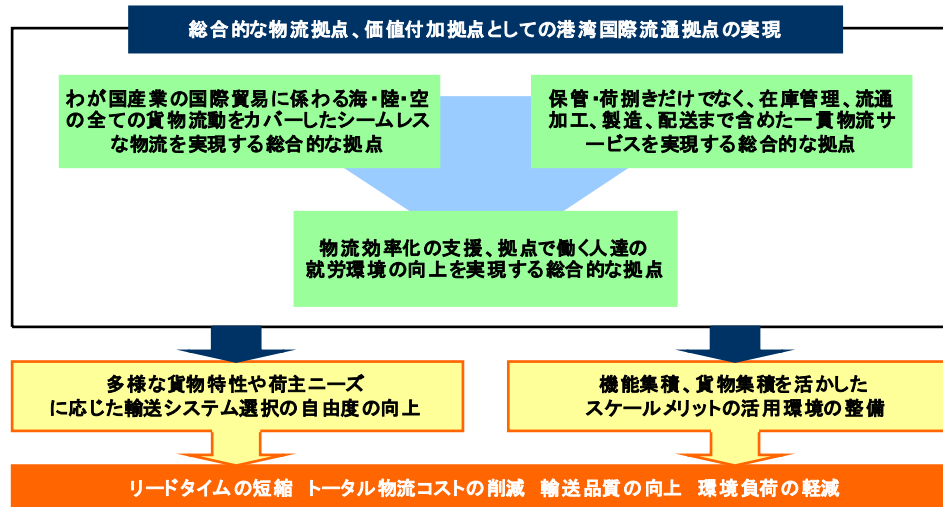 総合的な物流拠点、価値付加拠点としての港湾国際流通拠点の実現
わが国産業の国際貿易に係わる海・陸・空
の全ての貨物流動をカバーしたシームレス
な物流を実現する総合的な拠点
保管・荷捌きだけでなく、在庫管理、流通
加工、製造、配送まで含めた一貫物流サ
ービスを実現する総合的な拠点
物流効率化の支援、拠点で働く人達の
就労環境の向上を実現する総合的な拠点
多様な貨物特性や荷主ニーズ
に応じた輸送システム選択の自由度の向上
機能集積、貨物集積を活かした
スケールメリットの活用環境の整備
リードタイムの短縮 トータル物流コストの削減 輸送品質の向上 環境負荷の軽減